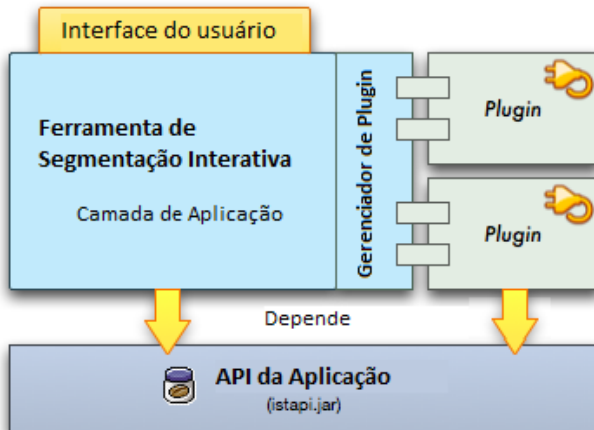 Interface do usuário
Ferramenta de
Segmentação Interativa
Camada de Aplicação
Gerenciador de Plugin
Plugin
Plugin
Depende
API da Aplicação
(istapi.jar)